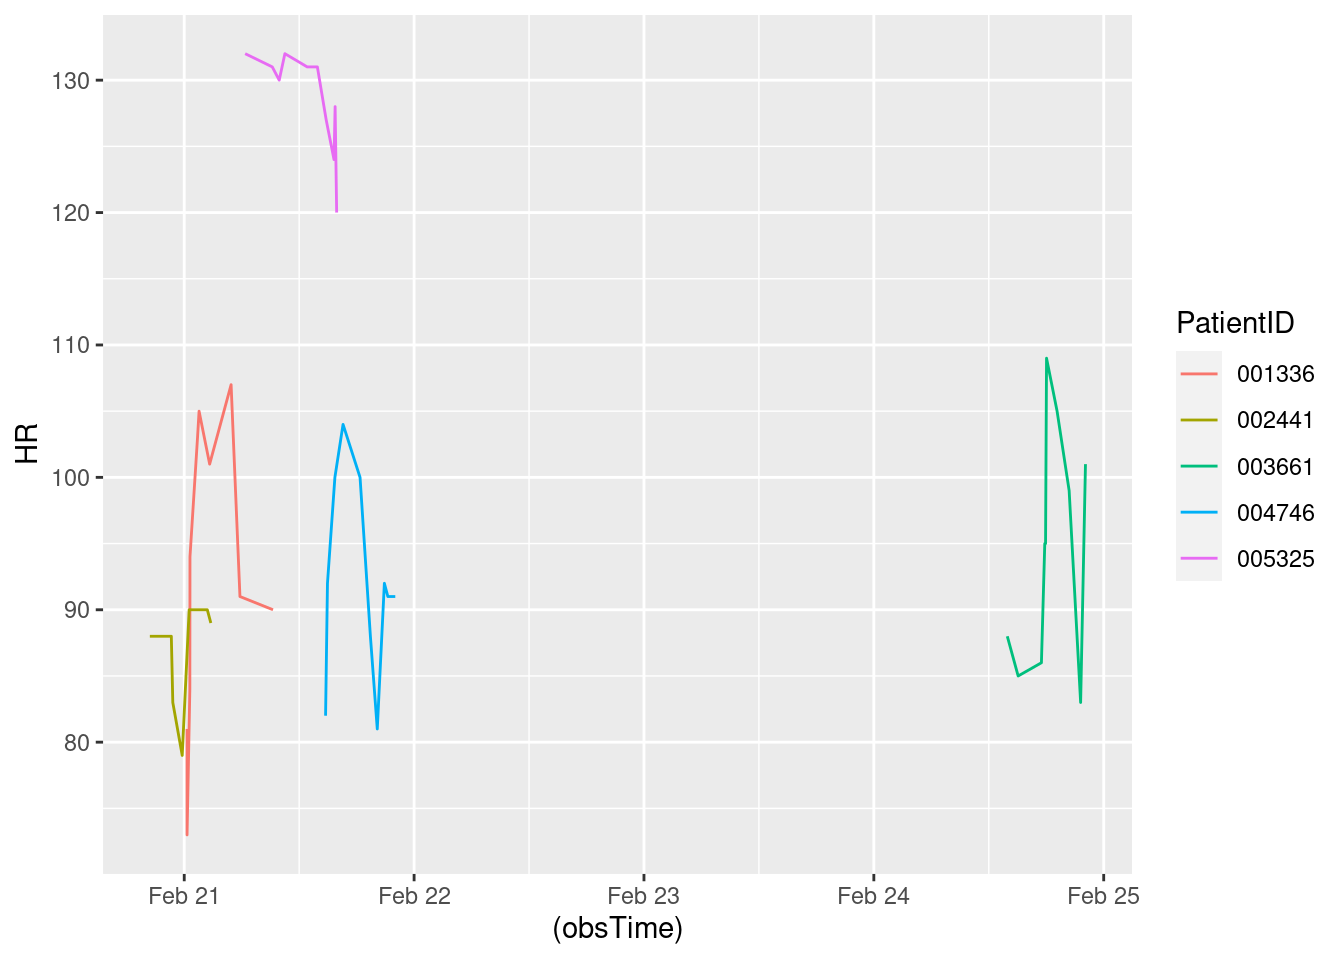 130
120
110
100
90
80
HR
Feb 21
Feb 22
Feb 23
Feb 24
Feb 25
(obsTime)
PatientID
001336
002441
003661
004746
005325